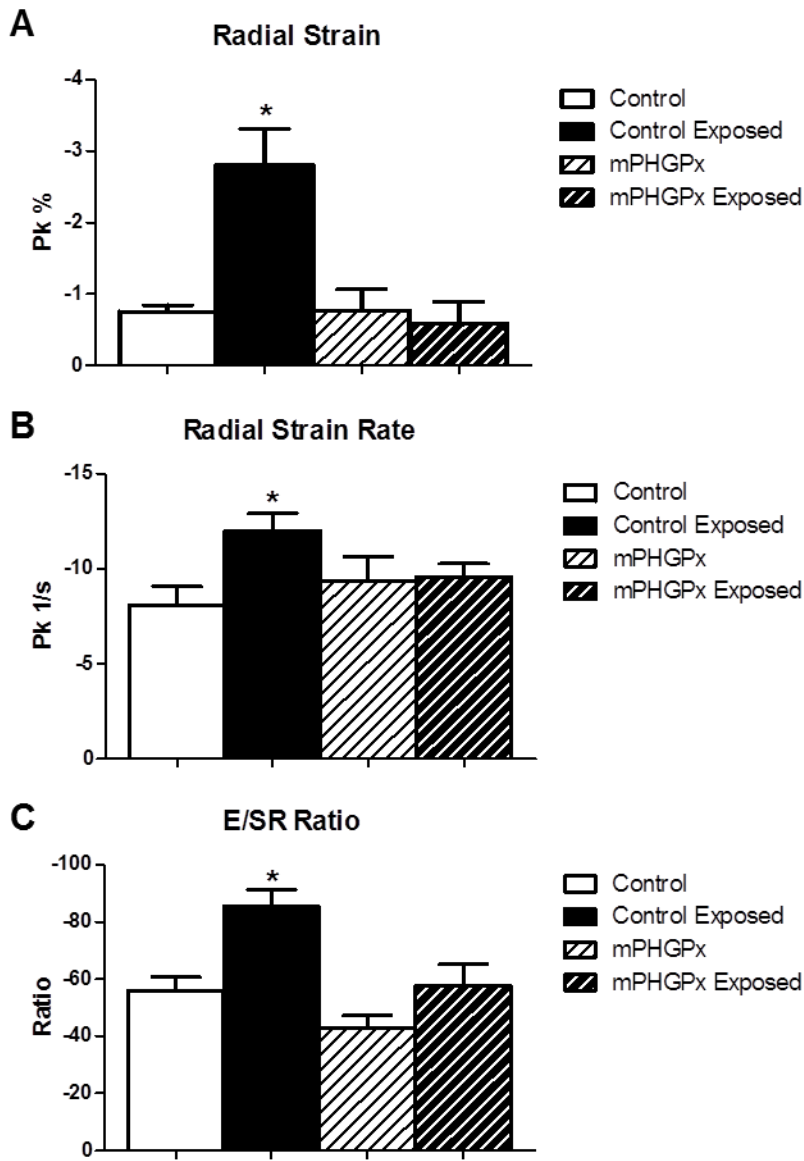 A
Radial Strain
-4
-3
-2
-1
0
Pk %
*
Control
Control Exposed
mPHGPx
mPHGPx Exposed
B
Radial Strain Rate
-15
-10
-5
0
Pk 1/s
*
Control
Control Exposed
mPHGPx
mPHGPx Exposed
C
E/SR Ratio
-100
-80
-60
-40
-20
0
Ratio
*
Control
Control Exposed
mPHGPx
mPHGPx Exposed